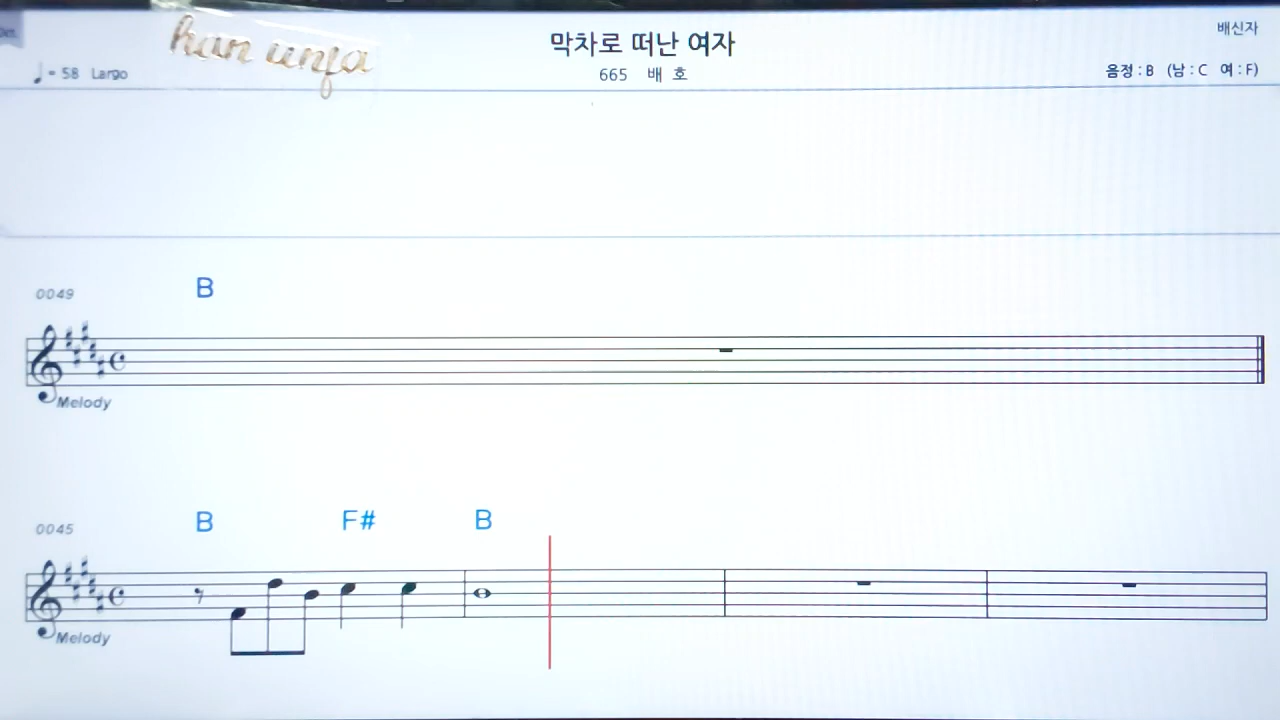 han unfa
막차로 떠난 여자
배신자
♩= 58 Largo
665 배 호
음정 : B (남 : C 여 : F)
0049
B
Melody
0045
B F# B
Melody